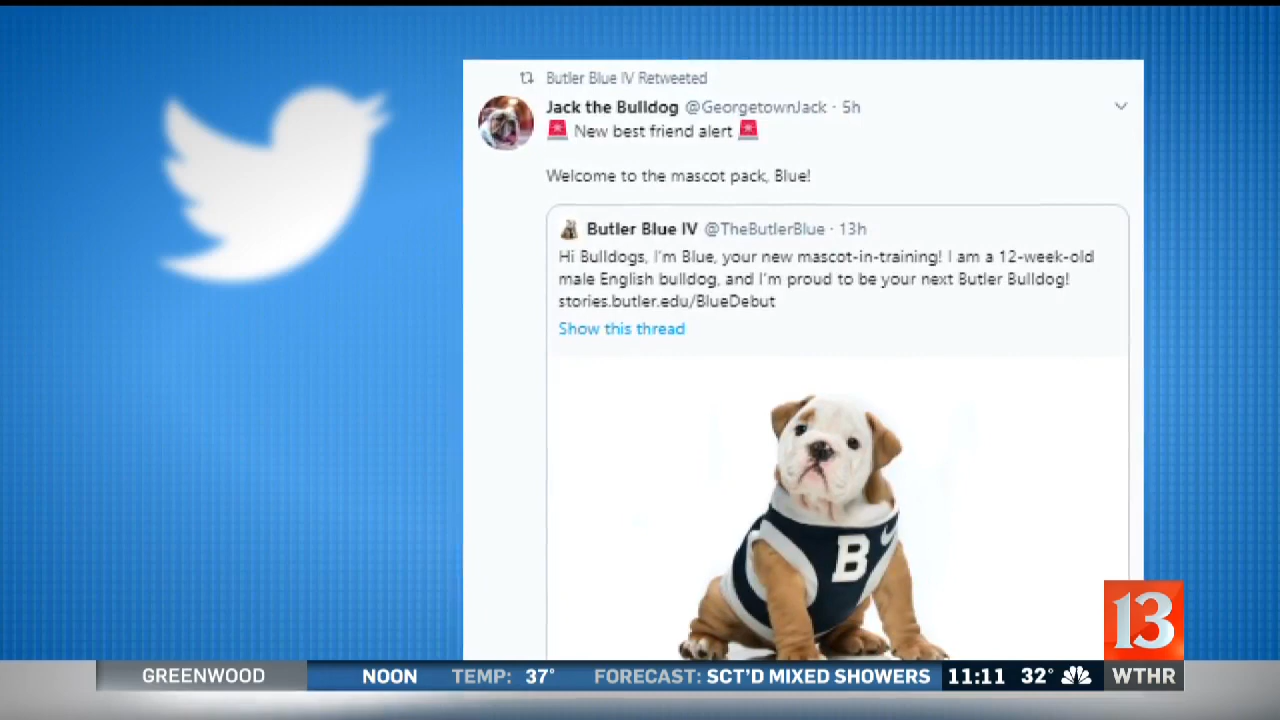 Butler Blue IV Retweeted
Jack the Bulldog @GeorgetownJack · 5h
🚨 New best friend alert 🚨
Welcome to the mascot pack, Blue!
Butler Blue IV @TheButlerBlue · 13h
Hi Bulldogs, I'm Blue, your new mascot-in-training! I am a 12-week-old
male English bulldog, and I'm proud to be your next Butler Bulldog!
stories.butler.edu/BlueDebut
Show this thread
B
13
GREENWOOD NOON TEMP: 37° FORECAST: SCT'D MIXED SHOWERS 11:11 32° WTHR